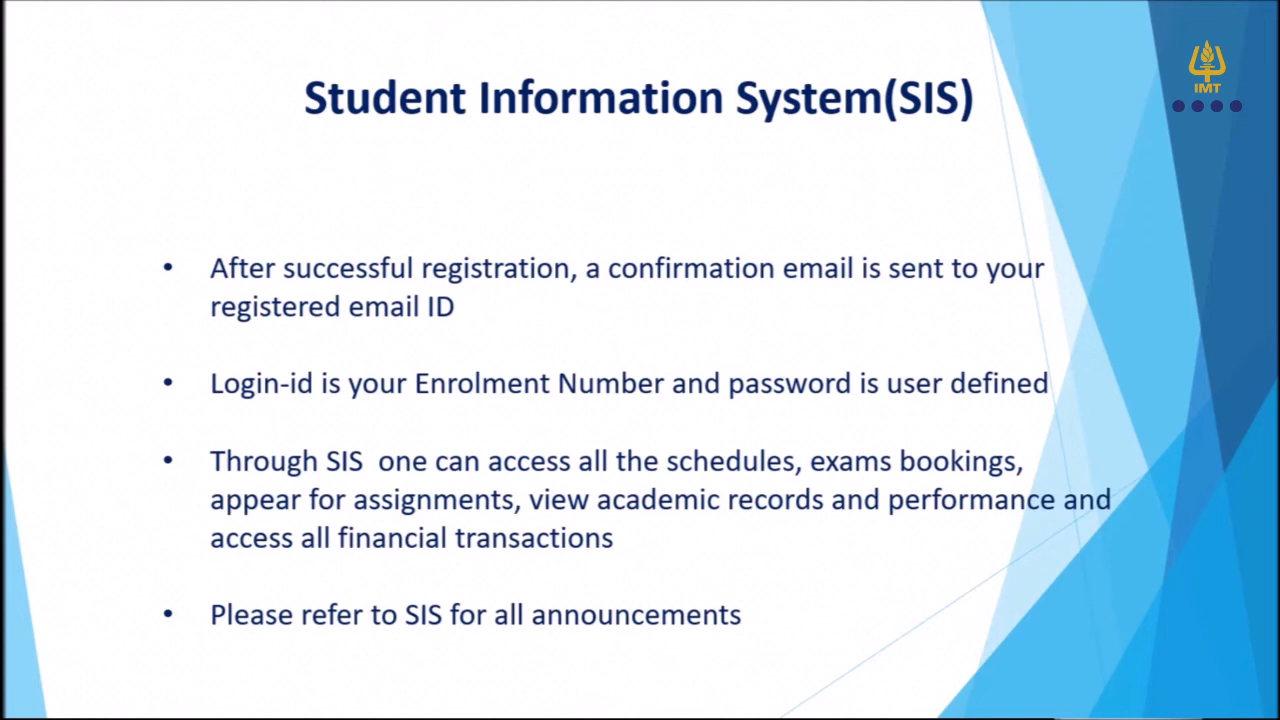 Student Information System(SIS)
IMT
• After successful registration, a confirmation email is sent to your
registered email ID
• Login-id is your Enrolment Number and password is user defined
• Through SIS  one can access all the schedules, exams bookings,
appear for assignments, view academic records and performance and
access all financial transactions
• Please refer to SIS for all announcements